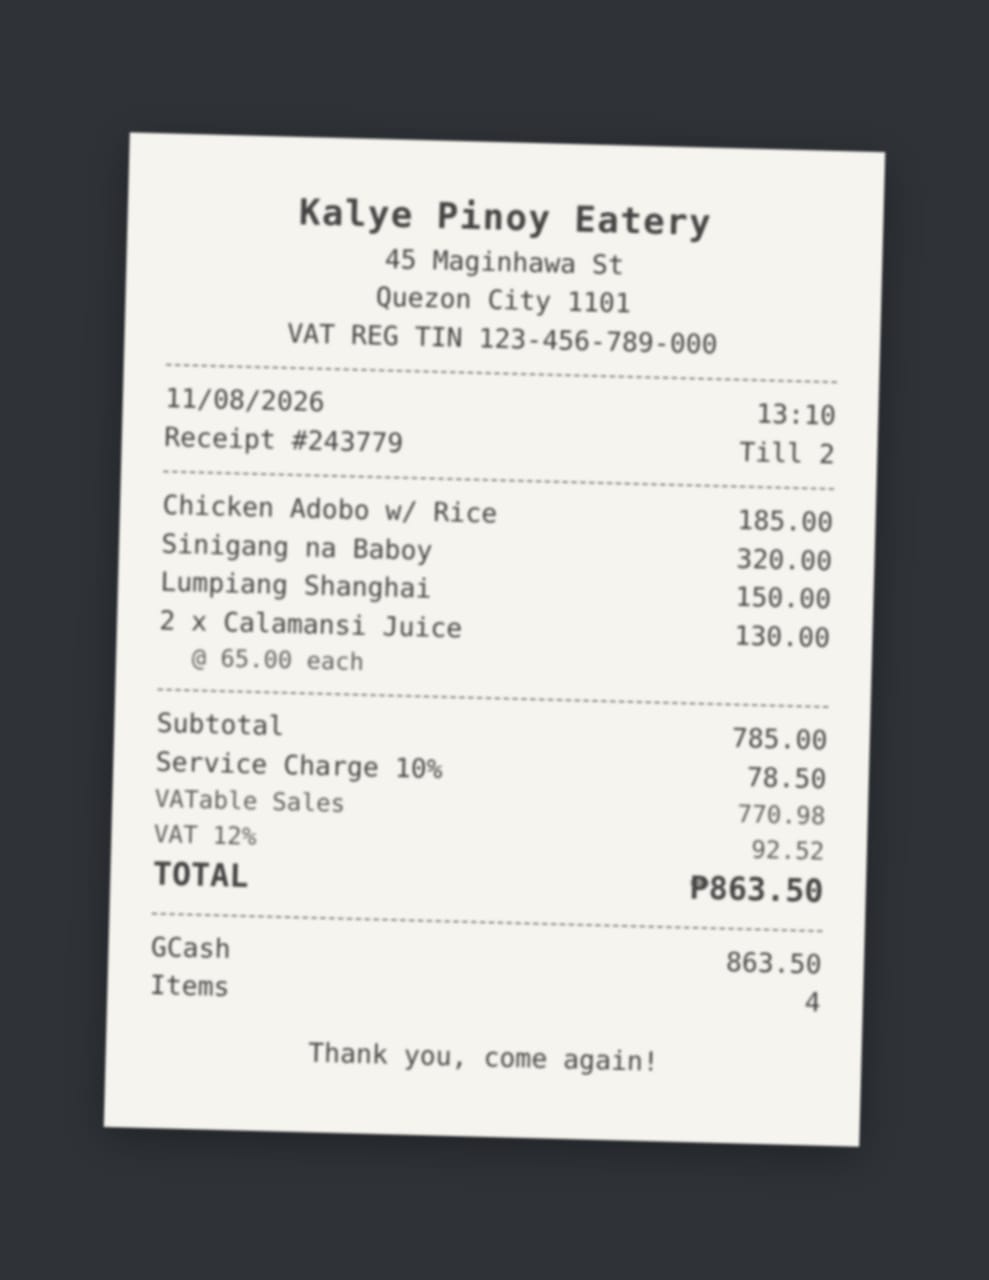 Kalye Pinoy Eatery
45 Maginhawa St
Quezon City 1101
VAT REG TIN 123-456-789-000
11/08/2026 13:10
Receipt #243779 Till 2
Chicken Adobo w/ Rice 185.00
Sinigang na Baboy 320.00
Lumpiang Shanghai 150.00
2 x Calamansi Juice 130.00
@ 65.00 each
Subtotal 785.00
Service Charge 10% 78.50
VATable Sales 770.98
VAT 12% 92.52
TOTAL ₱863.50
GCash 863.50
Items 4
Thank you, come again!